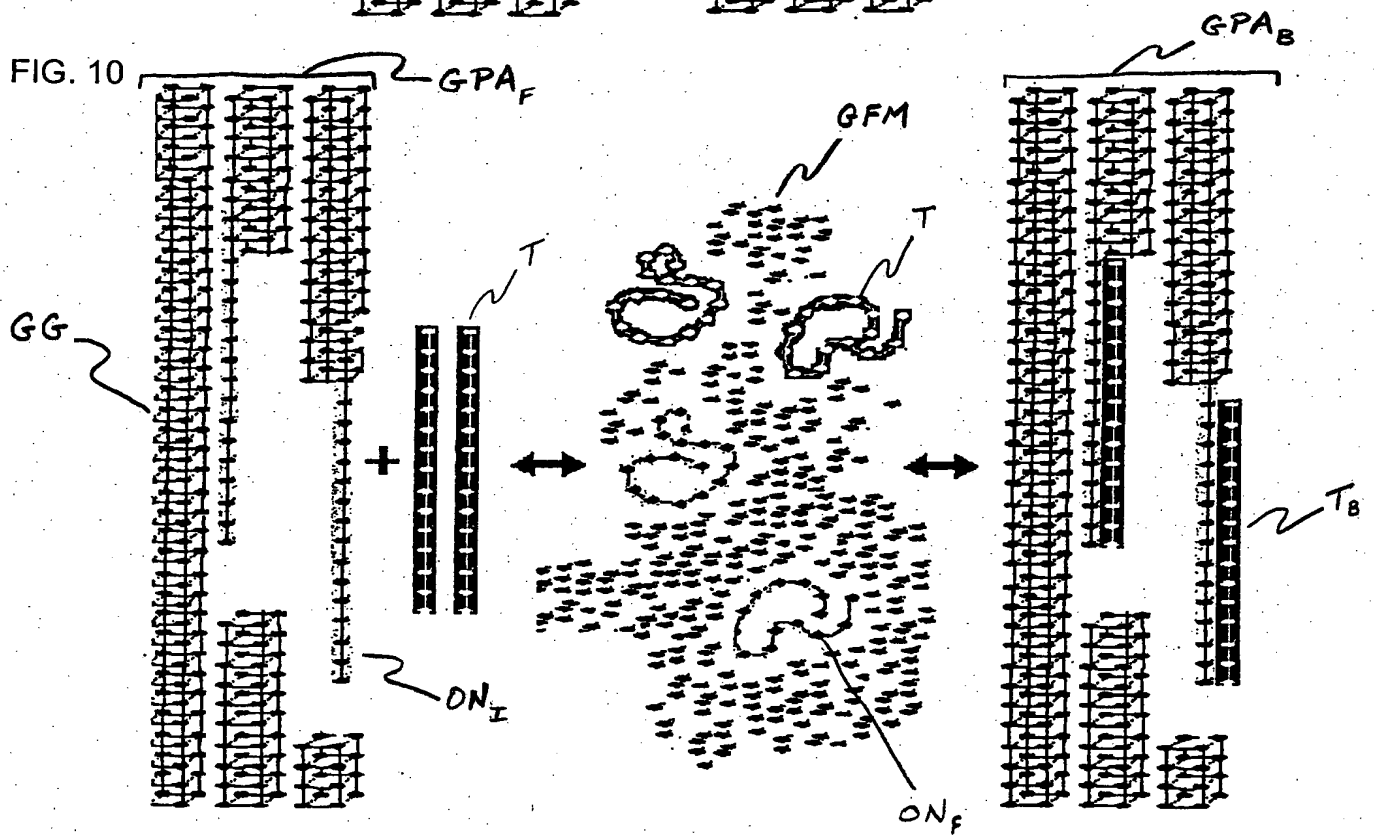 FIG. 10
GPA_F
GPA_B
GFM
T
T
GG
+
T_B
ON_I
ON_F